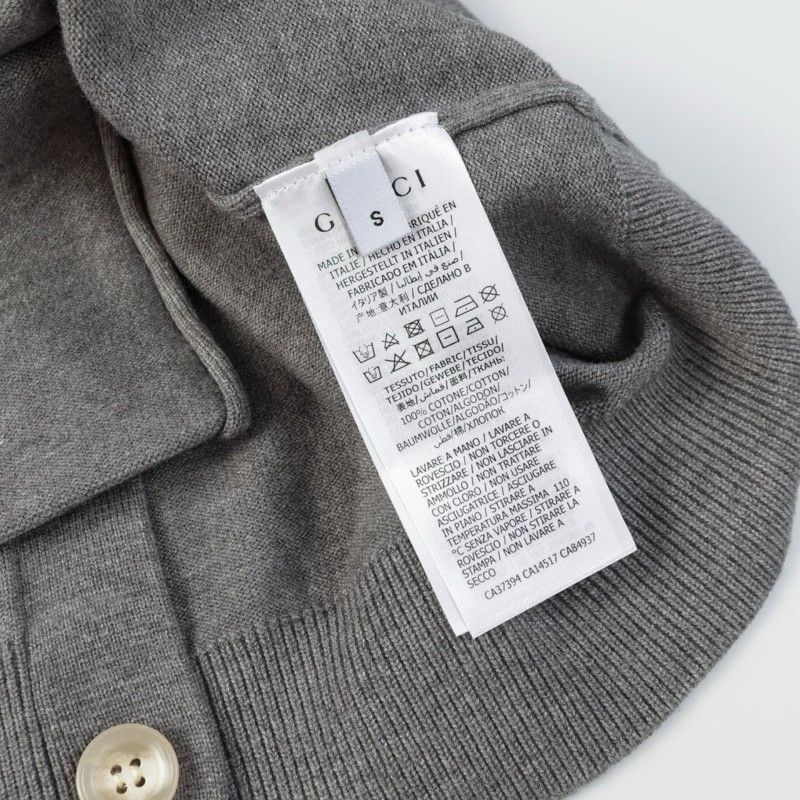 G CCI
S
MADE IN RIQUÉ EN
ITALIE / HECHO EN ITALIA /
HERGESTELLT IN ITALIEN /
FABRICADO EM ITÁLIA /
イタリア製 / صنع في إيطاليا /
产地:意大利 / СДЕЛАНО В
ИТАЛИИ
TESSUTO/FABRIC/TISSU/
TEJIDO/GEWEBE/TECIDO/
表地/قماش/面料/ТКАНЬ:
100% COTONE/COTTON/
COTON/ALGODON/
BAUMWOLLE/ALGODÃO/コットン/
قطن/棉/ХЛОПОК
LAVARE A MANO / LAVARE A
ROVESCIO / NON TORCERE O
STRIZZARE / NON LASCIARE IN
AMMOLLO / NON TRATTARE
CON CLORO / NON USARE
ASCIUGATRICE / ASCIUGARE
IN PIANO / STIRARE A
TEMPERATURA MASSIMA 110
°C SENZA VAPORE / STIRARE A
ROVESCIO / NON STIRARE LA
STAMPA / NON LAVARE A
SECCO
CA37394 CA14517 CA84937